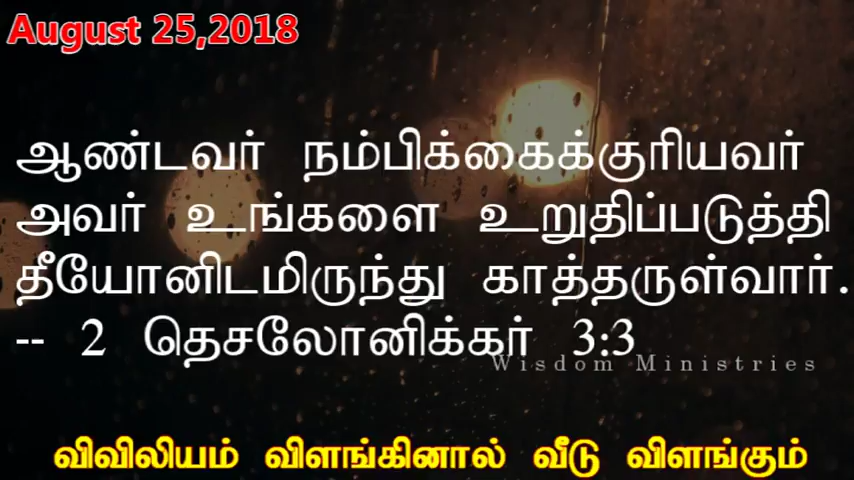 August 25,2018
ஆண்டவர் நம்பிக்கைக்குரியவர்
அவர் உங்களை உறுதிப்படுத்தி
தீயோனிடமிருந்து காத்தருள்வார்.
-- 2 தெசலோனிக்கர் 3:3
Wisdom Ministries
விவிலியம் விளங்கினால் வீடு விளங்கும்